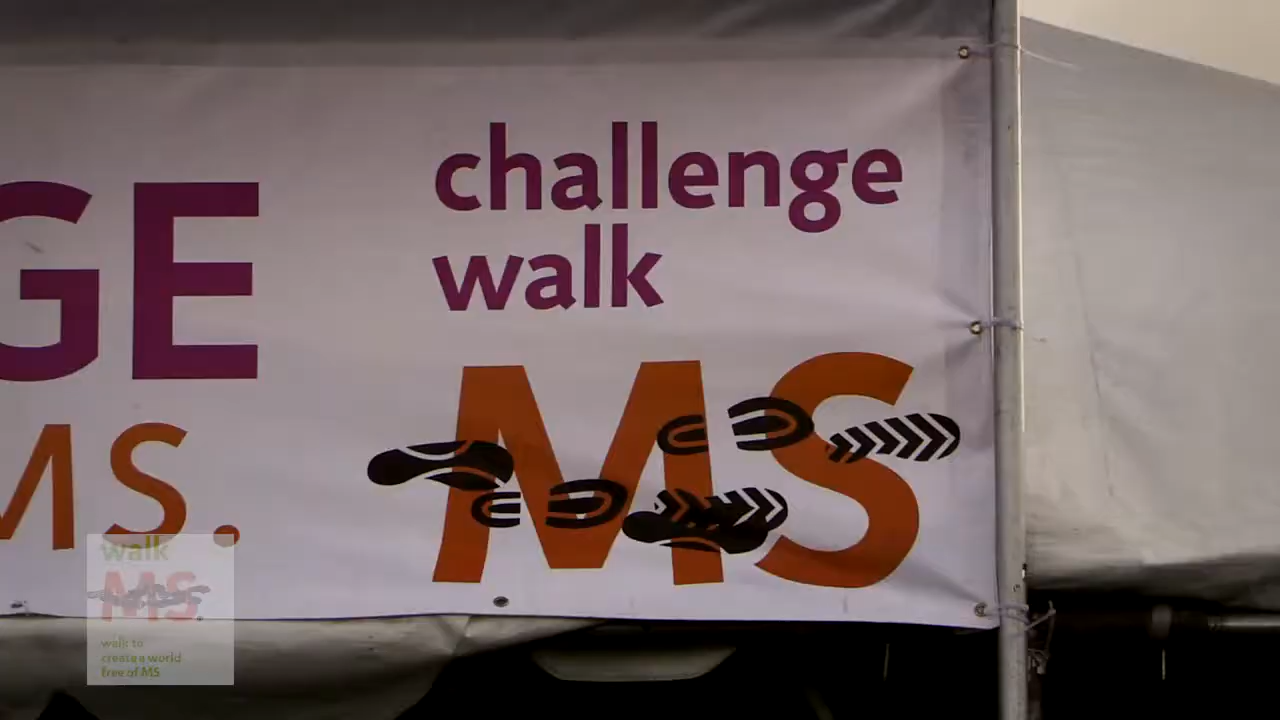 GE
MS.
challenge
walk
MS
walk
MS.
walk to
create a world
free of MS